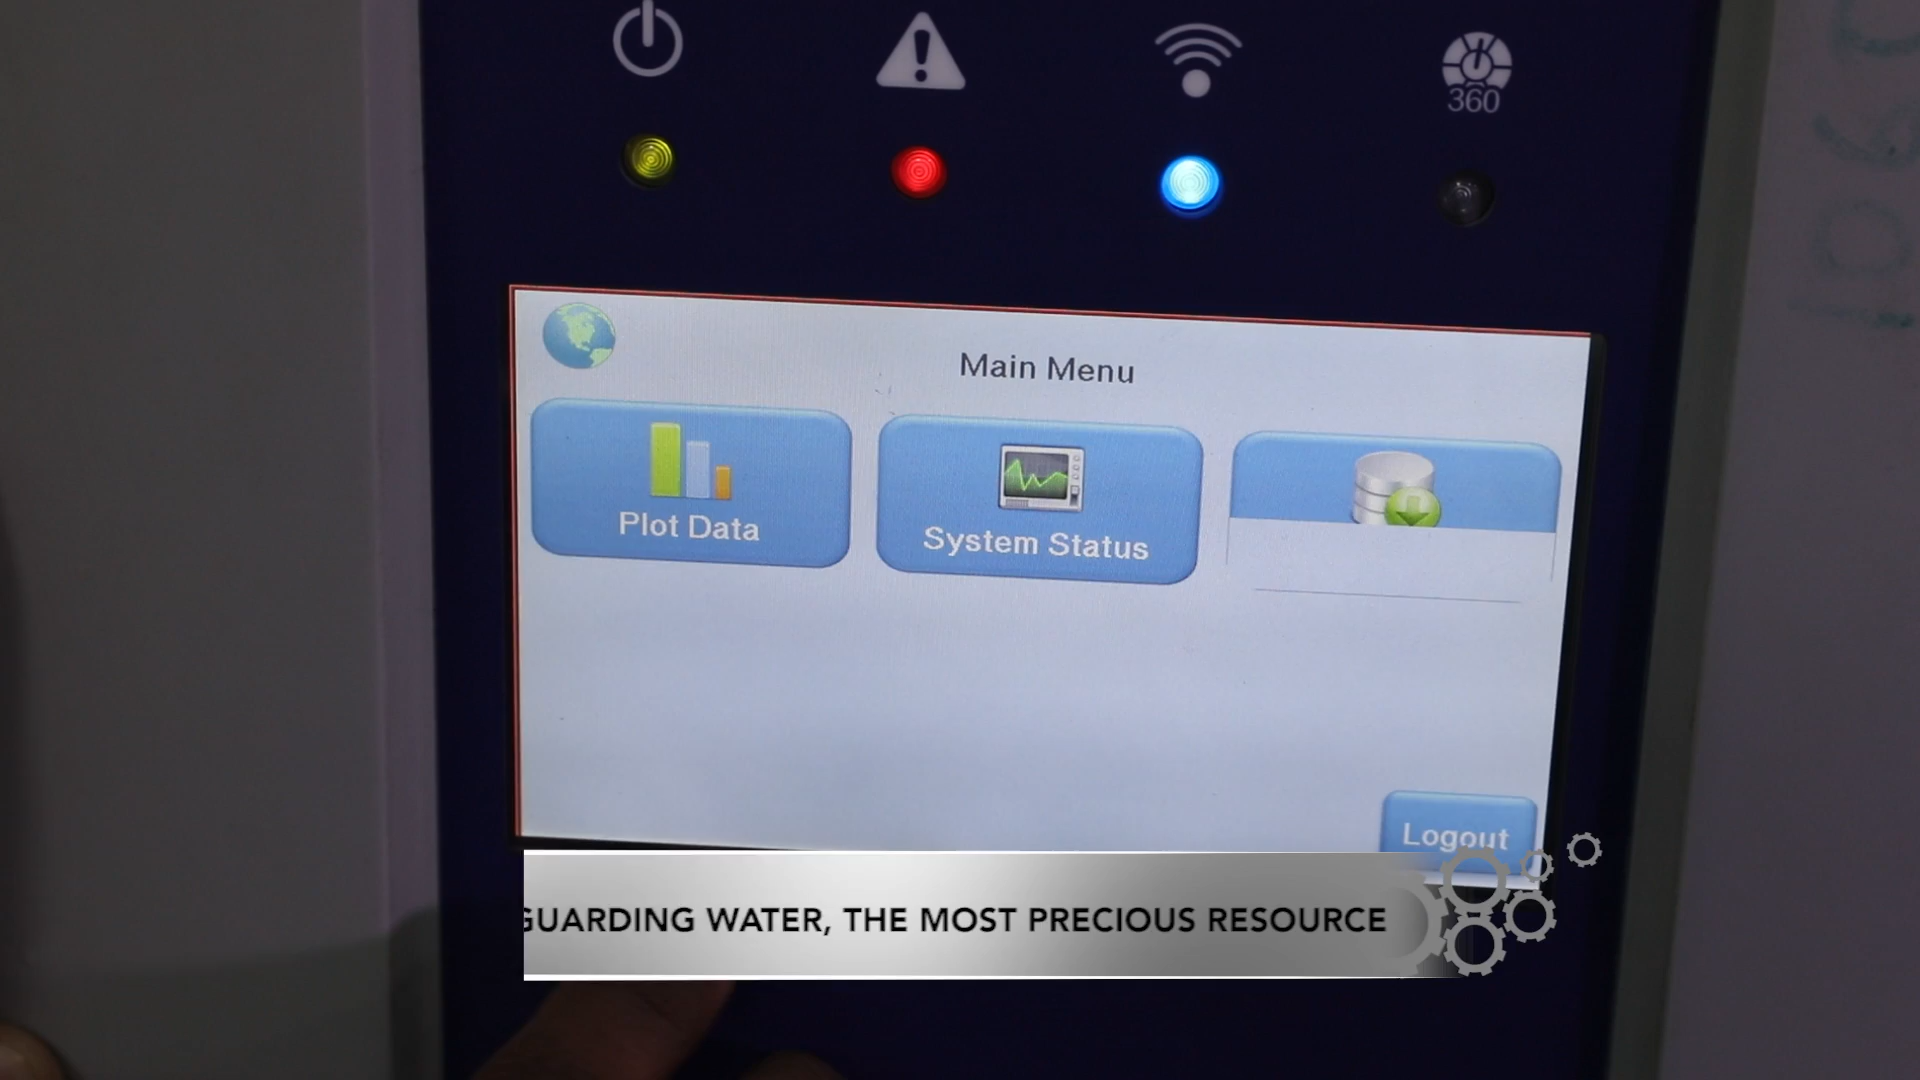 360
Main Menu
Plot Data
System Status
Logout
GUARDING WATER, THE MOST PRECIOUS RESOURCE